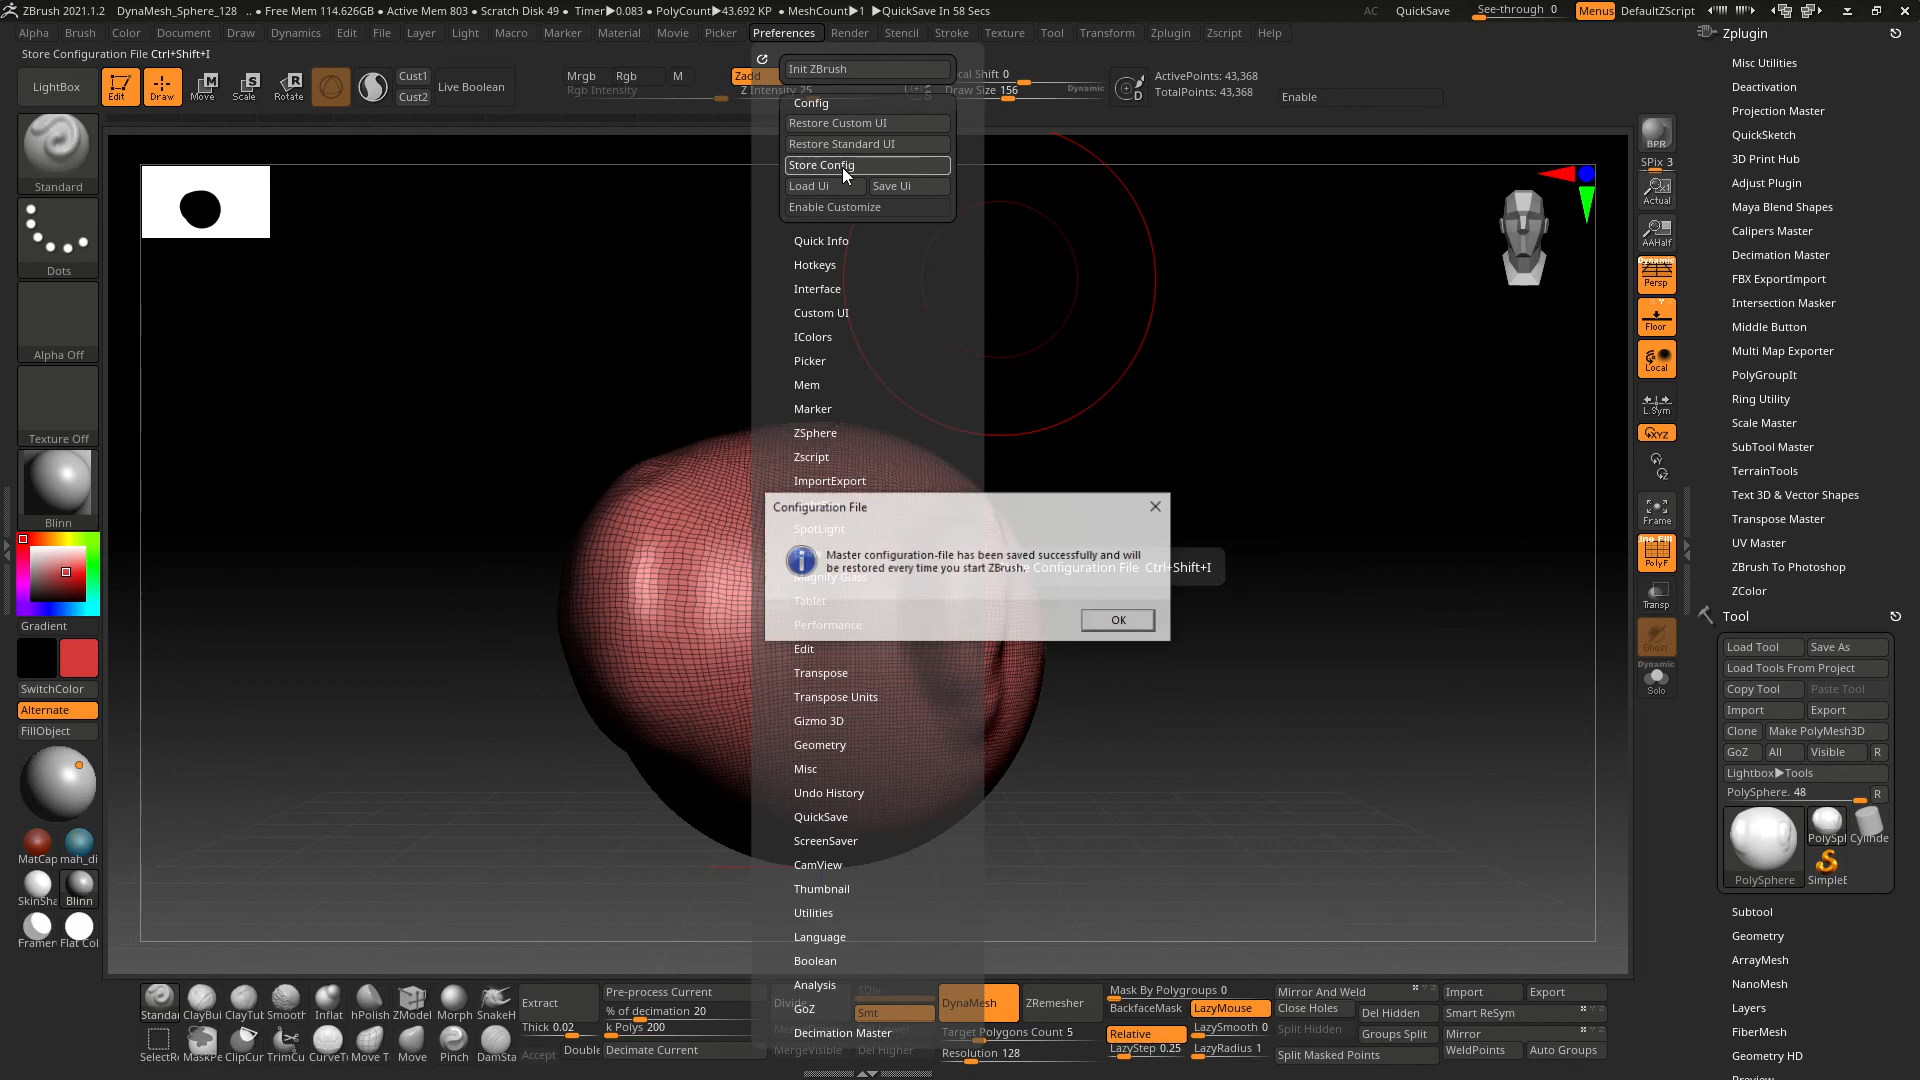 ZBrush 2021.1.2 DynaMesh_Sphere_128 .. • Free Mem 114.626GB • Active Mem 803 • Scratch Disk 49 • Timer▶0.083 • PolyCount▶43.692 KP • MeshCount▶1 ▶QuickSave In 58 Secs AC QuickSave See-through 0 Menus DefaultZScript
Alpha Brush Color Document Draw Dynamics Edit File Layer Light Macro Marker Material Movie Picker Preferences Render Stencil Stroke Texture Tool Transform Zplugin Zscript Help
Store Configuration File Ctrl+Shift+I
LightBox
Edit
Draw
Move
Scale
Rotate
Cust1
Cust2
Live Boolean
Mrgb Rgb M
Rgb Intensity
Zadd
Z Intensity 25
Shift 0
Draw Size 156
Dynamic
ActivePoints: 43,368
TotalPoints: 43,368
Enable
Standard
Dots
Alpha Off
Texture Off
Blinn
Gradient
SwitchColor
Alternate
FillObject
MatCap
mah_di
SkinSha
Blinn
Framer
Flat Col
Init ZBrush
Config
Restore Custom UI
Restore Standard UI
Store Config
Load Ui Save Ui
Enable Customize
Quick Info
Hotkeys
Interface
Custom UI
IColors
Picker
Mem
Marker
ZSphere
Zscript
ImportExport
SpotLight
Magnify Glass
Tablet
Performance
Edit
Transpose
Transpose Units
Gizmo 3D
Geometry
Misc
Undo History
QuickSave
ScreenSaver
CamView
Thumbnail
Utilities
Language
Boolean
Analysis
GoZ
Decimation Master
Configuration File
Master configuration-file has been saved successfully and will
be restored every time you start ZBrush.
Configuration File Ctrl+Shift+I
OK
BPR
SPix 3
Actual
AAHalf
Dynamic
Persp
Floor
Local
L.Sym
XYZ
Frame
Line Fill
PolyF
Transp
Ghost
Dynamic
Solo
Zplugin
Misc Utilities
Deactivation
Projection Master
QuickSketch
3D Print Hub
Adjust Plugin
Maya Blend Shapes
Calipers Master
Decimation Master
FBX ExportImport
Intersection Masker
Middle Button
Multi Map Exporter
PolyGroupIt
Ring Utility
Scale Master
SubTool Master
TerrainTools
Text 3D & Vector Shapes
Transpose Master
UV Master
ZBrush To Photoshop
ZColor
Tool
Load Tool Save As
Load Tools From Project
Copy Tool Paste Tool
Import Export
Clone Make PolyMesh3D
GoZ All Visible R
Lightbox▶Tools
PolySphere. 48 R
PolySphere
PolySpl
Cylinde
SimpleE
Subtool
Geometry
ArrayMesh
NanoMesh
Layers
FiberMesh
Geometry HD
Preview
Standar
ClayBui
ClayTul
Smooth
Inflat
hPolish
ZModel
Morph
SnakeH
SelectRe
MaskPe
ClipCur
TrimCu
CurveTu
Move T
Move
Pinch
DamSta
Extract
Thick 0.02
Accept Double
Pre-process Current
% of decimation 20
k Polys 200
Decimate Current
Divide
SDiv
Smt
MergeVisible
Del Higher
DynaMesh
ZRemesher
Target Polygons Count 5
Resolution 128
Mask By Polygroups 0
BackfaceMask LazyMouse
Relative LazySmooth 0
LazyStep 0.25 LazyRadius 1
Mirror And Weld
Close Holes Del Hidden
Split Hidden Groups Split
Split Masked Points
Import Export
Smart ReSym
Mirror
WeldPoints Auto Groups